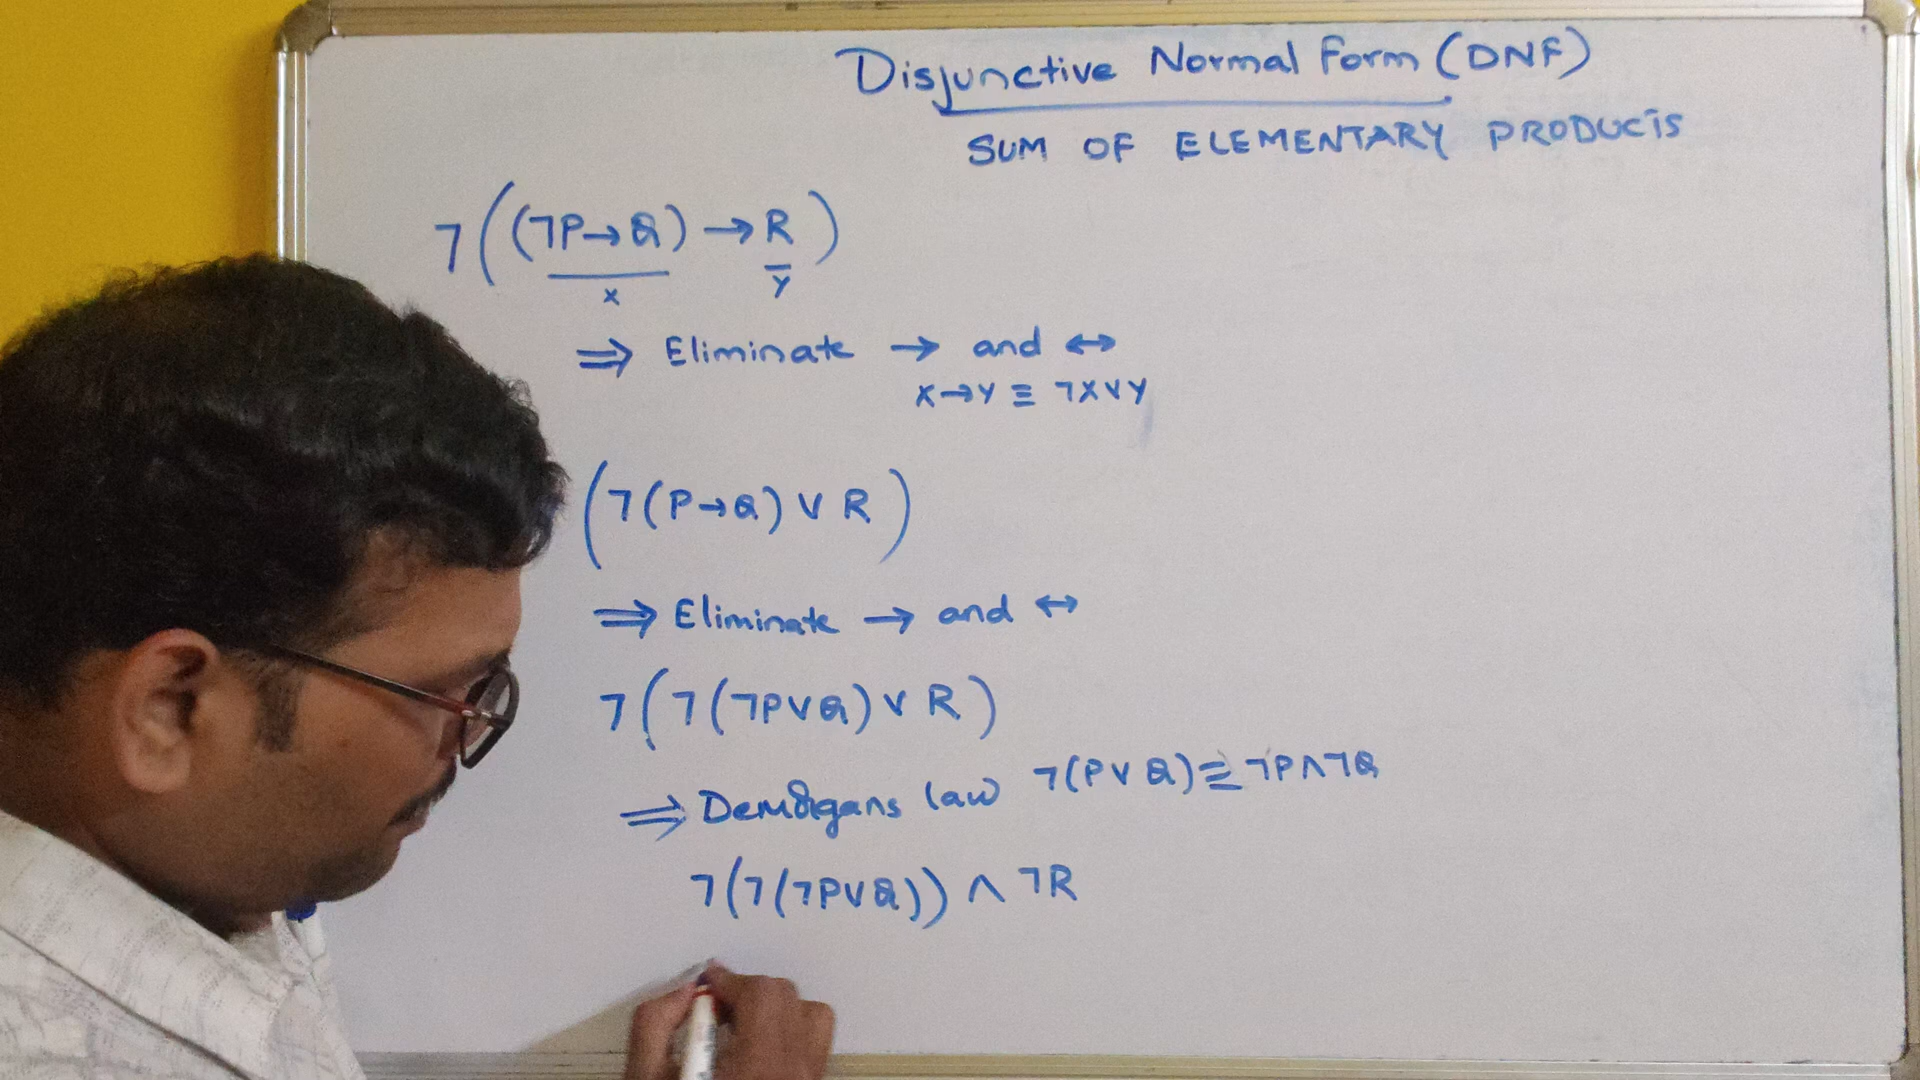 Disjunctive Normal Form (DNF)
SUM OF ELEMENTARY PRODUCTS
¬((¬P→Q)→R)
X Y
⇒ Eliminate → and ↔
X→Y ≡ ¬X∨Y
(¬(P→Q)∨R)
⇒ Eliminate → and ↔
¬(¬(¬P∨Q)∨R)
⇒ Demorgans law ¬(P∨Q)≡¬P∧¬Q
¬(¬(¬P∨Q))∧¬R